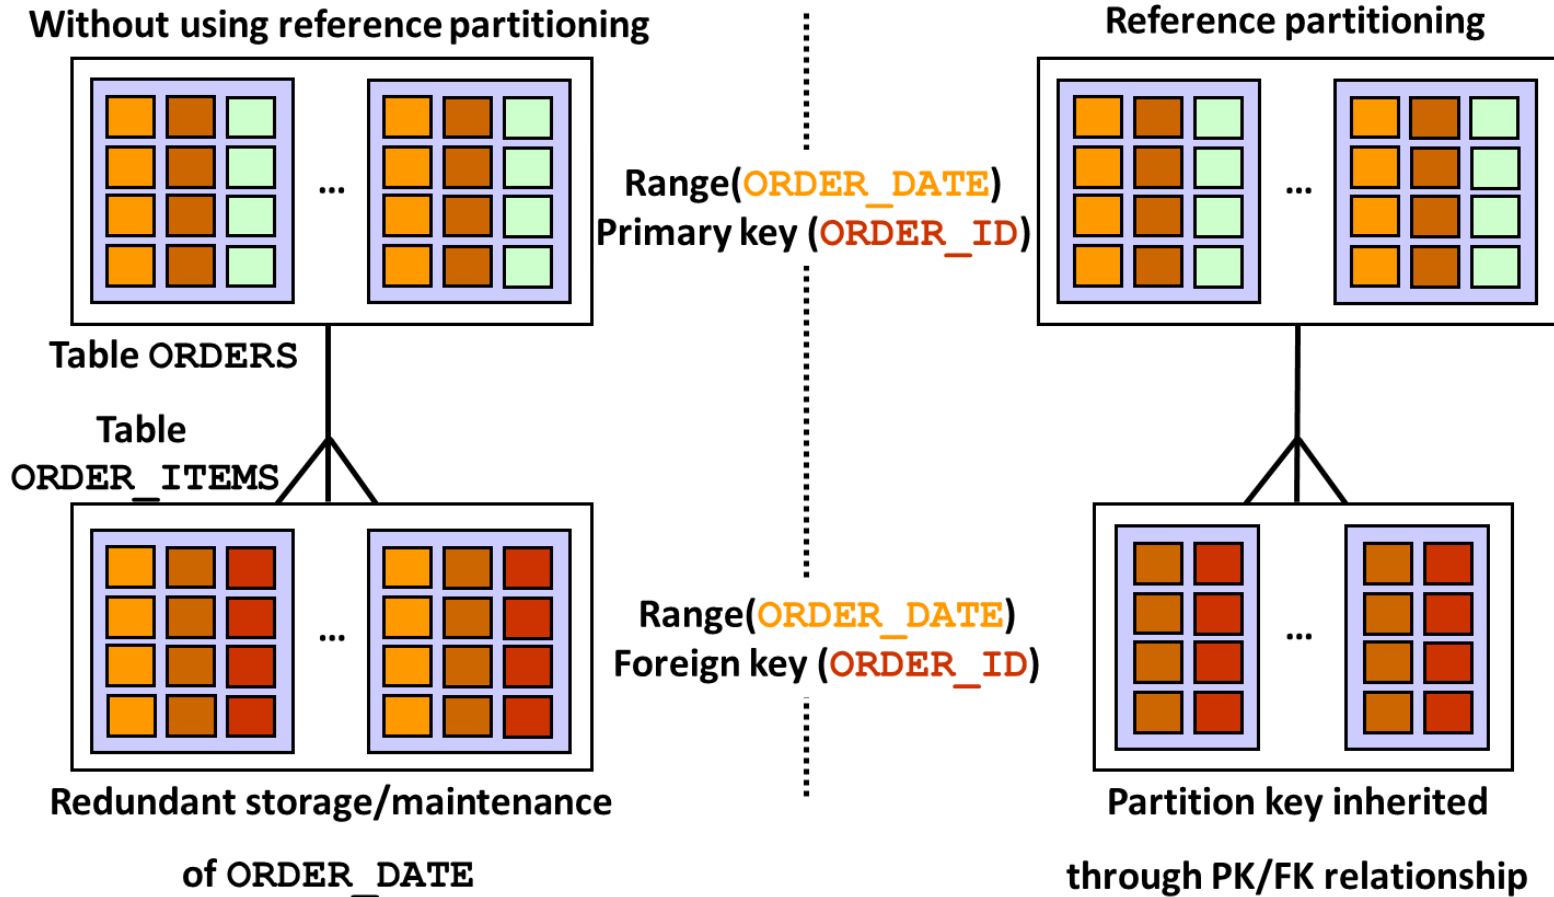 Without using reference partitioning
Reference partitioning
...
...
Range(ORDER_DATE)
Primary key (ORDER_ID)
...
...
Table ORDERS
Table
ORDER_ITEMS
Range(ORDER_DATE)
Foreign key (ORDER_ID)
Redundant storage/maintenance
of ORDER_DATE
Partition key inherited
through PK/FK relationship